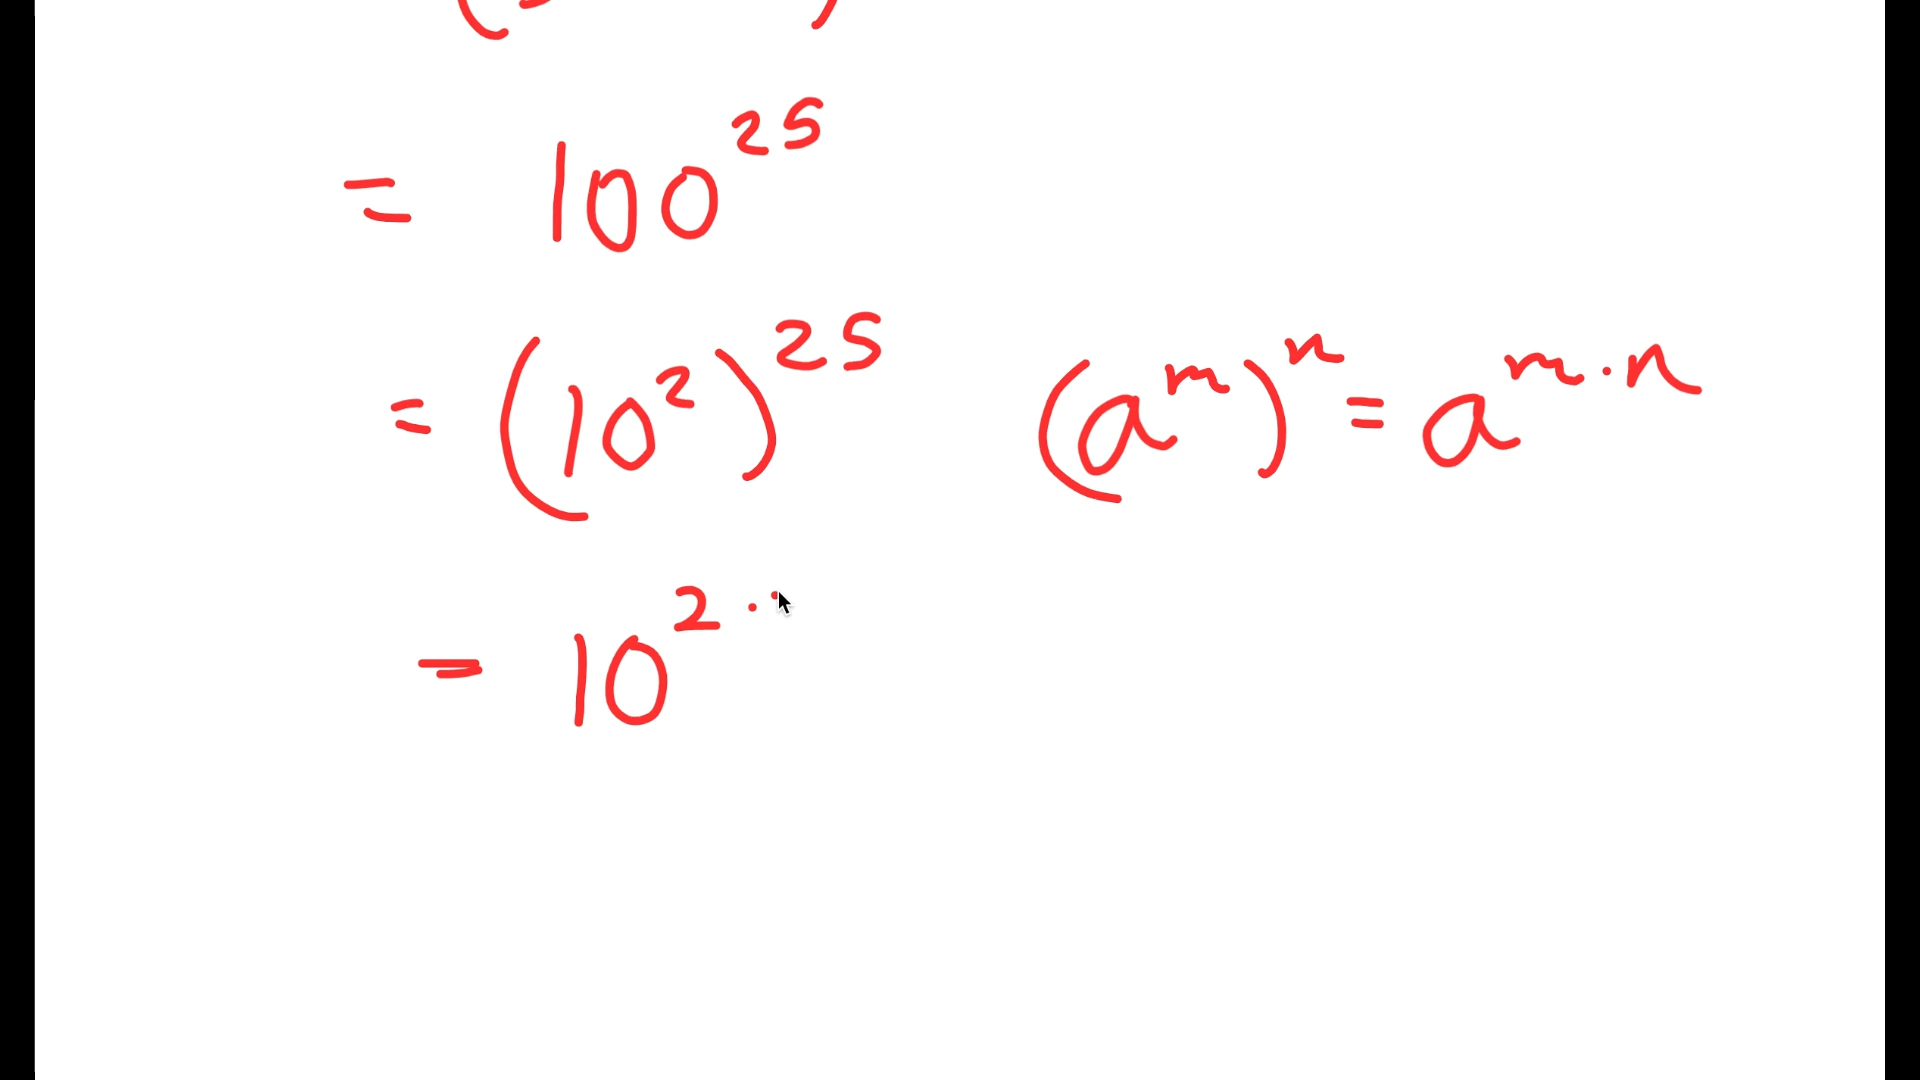 = 100^25
= (10^2)^25 (a^m)^n = a^m·n
= 10^2 ·